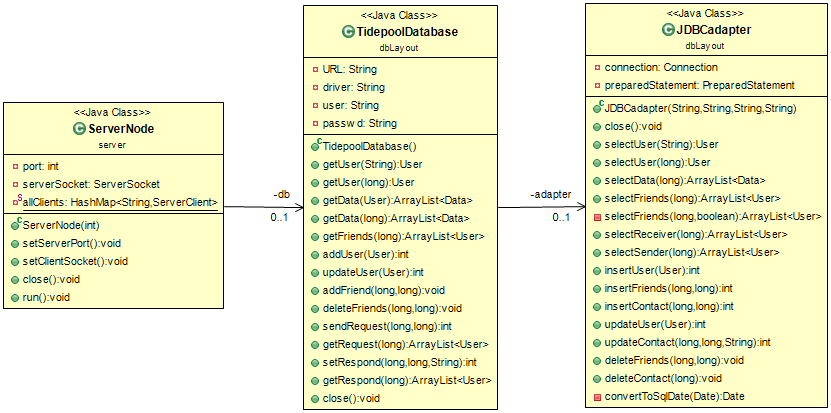 <<Java Class>>
ServerNode
server
port: int
serverSocket: ServerSocket
allClients: HashMap<String,ServerClient>
ServerNode(int)
setServerPort():void
setClientSocket():void
close():void
run():void
-db
0..1
<<Java Class>>
TidepoolDatabase
dbLayout
URL: String
driver: String
user: String
passwd: String
TidepoolDatabase()
getUser(String):User
getUser(long):User
getData(User):ArrayList<Data>
getData(long):ArrayList<Data>
getFriends(long):ArrayList<User>
addUser(User):int
updateUser(User):int
addFriend(long,long):void
deleteFriends(long,long):void
sendRequest(long,long):int
getRequest(long):ArrayList<User>
setRespond(long,long,String):int
getRespond(long):ArrayList<User>
close():void
-adapter
0..1
<<Java Class>>
JDBCadapter
dbLayout
connection: Connection
preparedStatement: PreparedStatement
JDBCadapter(String,String,String,String)
close():void
selectUser(String):User
selectUser(long):User
selectData(long):ArrayList<Data>
selectFriends(long):ArrayList<User>
selectFriends(long,boolean):ArrayList<User>
selectReceiver(long):ArrayList<User>
selectSender(long):ArrayList<User>
insertUser(User):int
insertFriends(long,long):int
insertContact(long,long):int
updateUser(User):int
updateContact(long,long,String):int
deleteFriends(long,long):void
deleteContact(long):void
convertToSqlDate(Date):Date